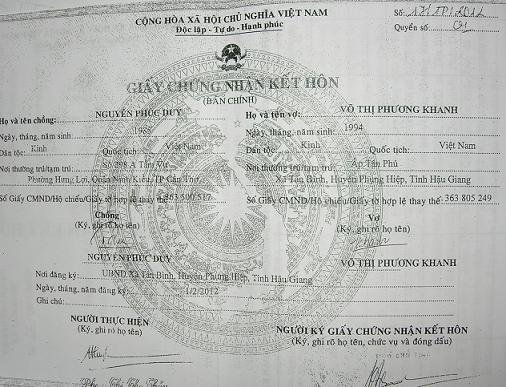 CỘNG HÒA XÃ HỘI CHỦ NGHĨA VIỆT NAM
Độc lập - Tự do - Hạnh phúc
Số:
Quyển số: 01
GIẤY CHỨNG NHẬN KẾT HÔN
(BẢN CHÍNH)
Họ và tên chồng: NGUYỄN PHÚC DUY
Họ và tên vợ: VÕ THỊ PHƯƠNG KHANH
Ngày, tháng, năm sinh:
Ngày, tháng, năm sinh: 1994
Dân tộc: Kinh Quốc tịch: Việt Nam
Dân tộc: Kinh Quốc tịch: Việt Nam
Nơi thường trú/tạm trú: Số 298 A Tầm Vu
Nơi thường trú/tạm trú: Ấp Tân Phú
Phường Hưng Lợi, Quận Ninh Kiều, TP Cần Thơ
Xã Tân Bình, Huyện Phụng Hiệp, Tỉnh Hậu Giang
Số Giấy CMND/Hộ chiếu/Giấy tờ hợp lệ thay thế: 363 500 517
Số Giấy CMND/Hộ chiếu/Giấy tờ hợp lệ thay thế: 363 805 249
Chồng
(Ký, ghi rõ họ tên)
Vợ
(Ký, ghi rõ họ tên)
NGUYỄN PHÚC DUY
VÕ THỊ PHƯƠNG KHANH
Nơi đăng ký: UBND Xã Tân Bình, Huyện Phụng Hiệp, Tỉnh Hậu Giang
Ngày, tháng, năm đăng ký: 1/2/2012
Ghi chú:
NGƯỜI THỰC HIỆN
(Ký, ghi rõ họ tên)
NGƯỜI KÝ GIẤY CHỨNG NHẬN KẾT HÔN
(Ký, ghi rõ họ tên, chức vụ và đóng dấu)